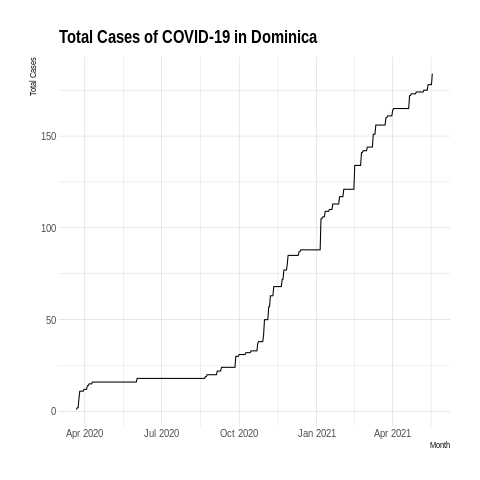 Total Cases of COVID-19 in Dominica
Total Cases
150
100
50
0
Apr 2020 Jul 2020 Oct 2020 Jan 2021 Apr 2021
Month